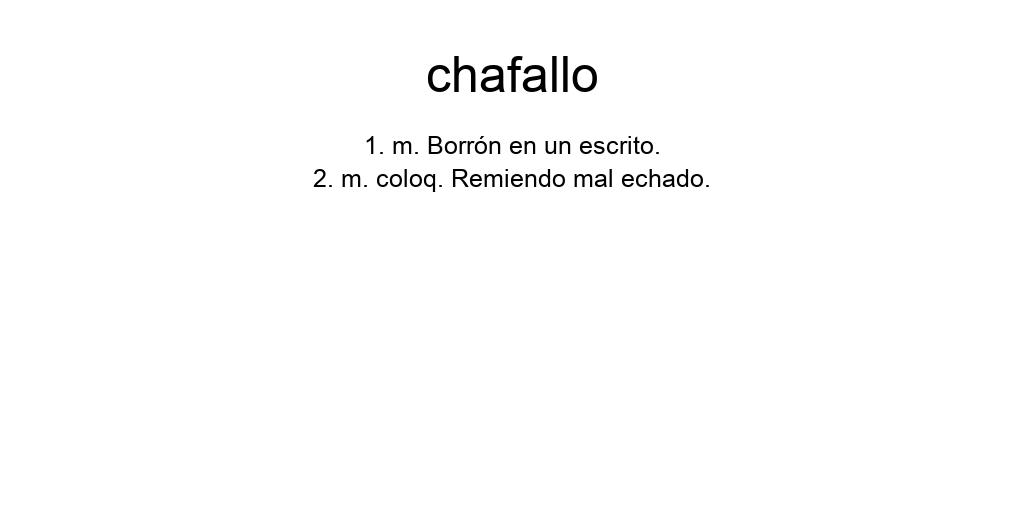 chafallo
1. m. Borrón en un escrito.
2. m. coloq. Remiendo mal echado.